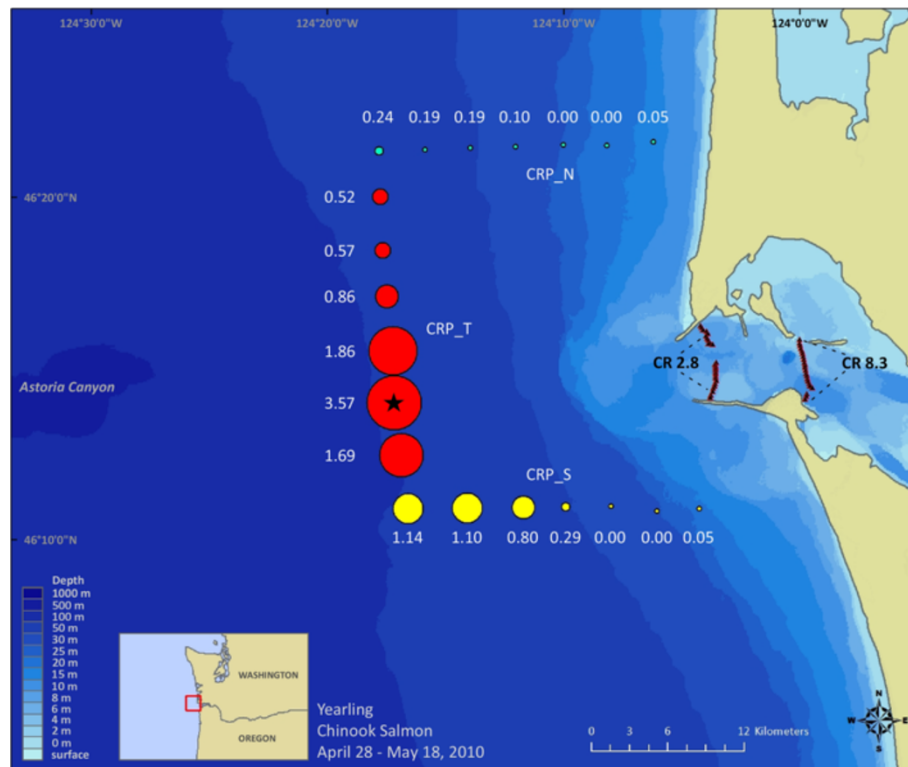 124°30'0"W 124°20'0"W 124°10'0"W 124°0'0"W
0.24 0.19 0.19 0.10 0.00 0.00 0.05
CRP_N
46°20'0"N
0.52
0.57
0.86
CRP_T
1.86
CR 2.8
CR 8.3
Astoria Canyon
3.57
1.69
CRP_S
46°10'0"N
1.14 1.10 0.80 0.29 0.00 0.00 0.05
Depth
1000 m
500 m
100 m
50 m
30 m
25 m
20 m
15 m
10 m
8 m
6 m
4 m
2 m
0 m
surface
WASHINGTON
OREGON
Yearling
Chinook Salmon
April 28 - May 18, 2010
0 3 6 12 Kilometers
N
W E
S